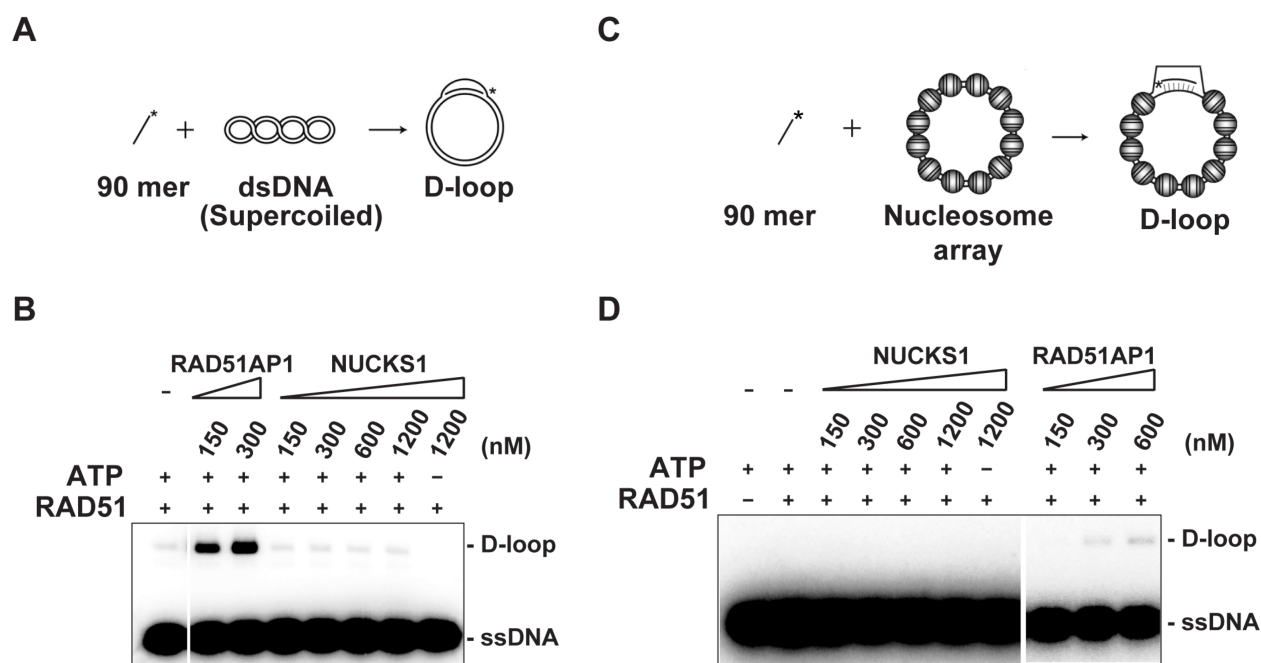 A
*
+
*
90 mer
dsDNA
(Supercoiled)
D-loop
B
RAD51AP1
NUCKS1
–
150 300 150 300 600 1200 1200 (nM)
ATP + + + + + + + –
RAD51 + + + + + + + +
- D-loop
- ssDNA
C
*
+
*
90 mer
Nucleosome
array
D-loop
D
NUCKS1
RAD51AP1
– –
150 300 600 1200 1200 150 300 600 (nM)
ATP + + + + + + – + + +
RAD51 – + + + + + + + + +
- D-loop
- ssDNA